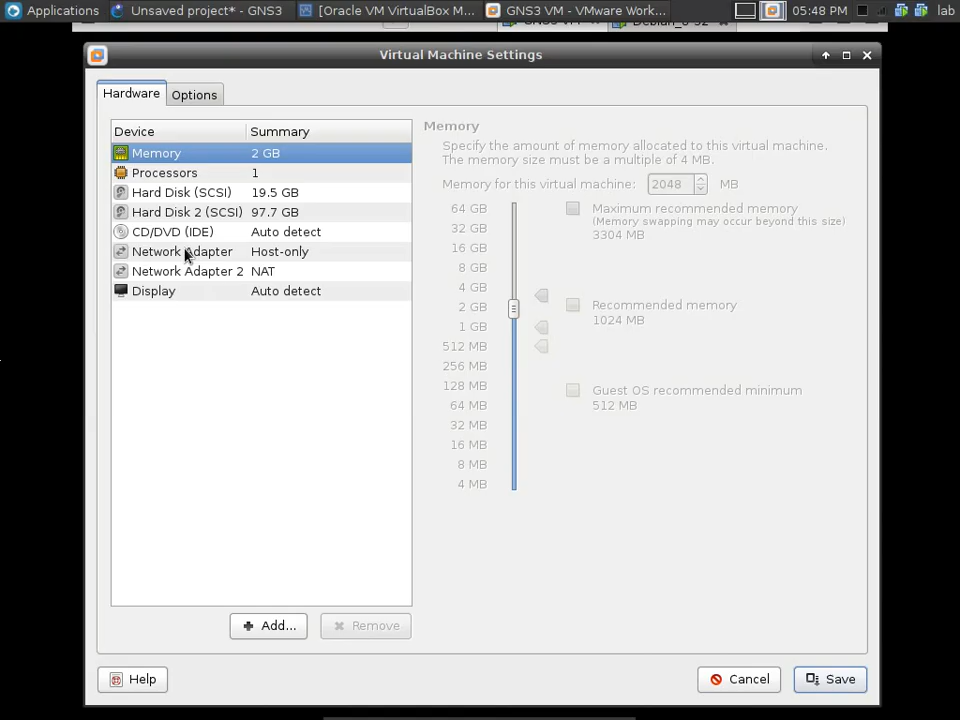 Applications
Unsaved project* - GNS3
[Oracle VM VirtualBox M...
GNS3 VM - VMware Work...
05:48 PM
lab
Virtual Machine Settings
Hardware
Options
Device Summary
Memory 2 GB
Processors 1
Hard Disk (SCSI) 19.5 GB
Hard Disk 2 (SCSI) 97.7 GB
CD/DVD (IDE) Auto detect
Network Adapter Host-only
Network Adapter 2 NAT
Display Auto detect
Add...
Remove
Memory
Specify the amount of memory allocated to this virtual machine.
The memory size must be a multiple of 4 MB.
Memory for this virtual machine: 2048 MB
64 GB
32 GB
16 GB
8 GB
4 GB
2 GB
1 GB
512 MB
256 MB
128 MB
64 MB
32 MB
16 MB
8 MB
4 MB
Maximum recommended memory
(Memory swapping may occur beyond this size)
3304 MB
Recommended memory
1024 MB
Guest OS recommended minimum
512 MB
Help
Cancel
Save